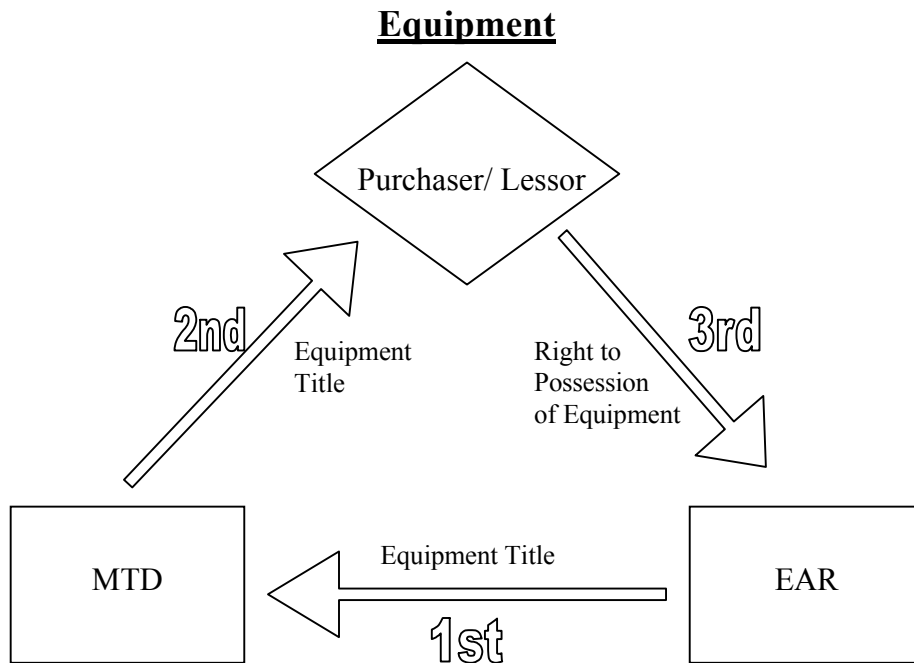 Equipment
Purchaser/ Lessor
2nd
Equipment
Title
Right to
Possession
of Equipment
3rd
MTD
Equipment Title
1st
EAR